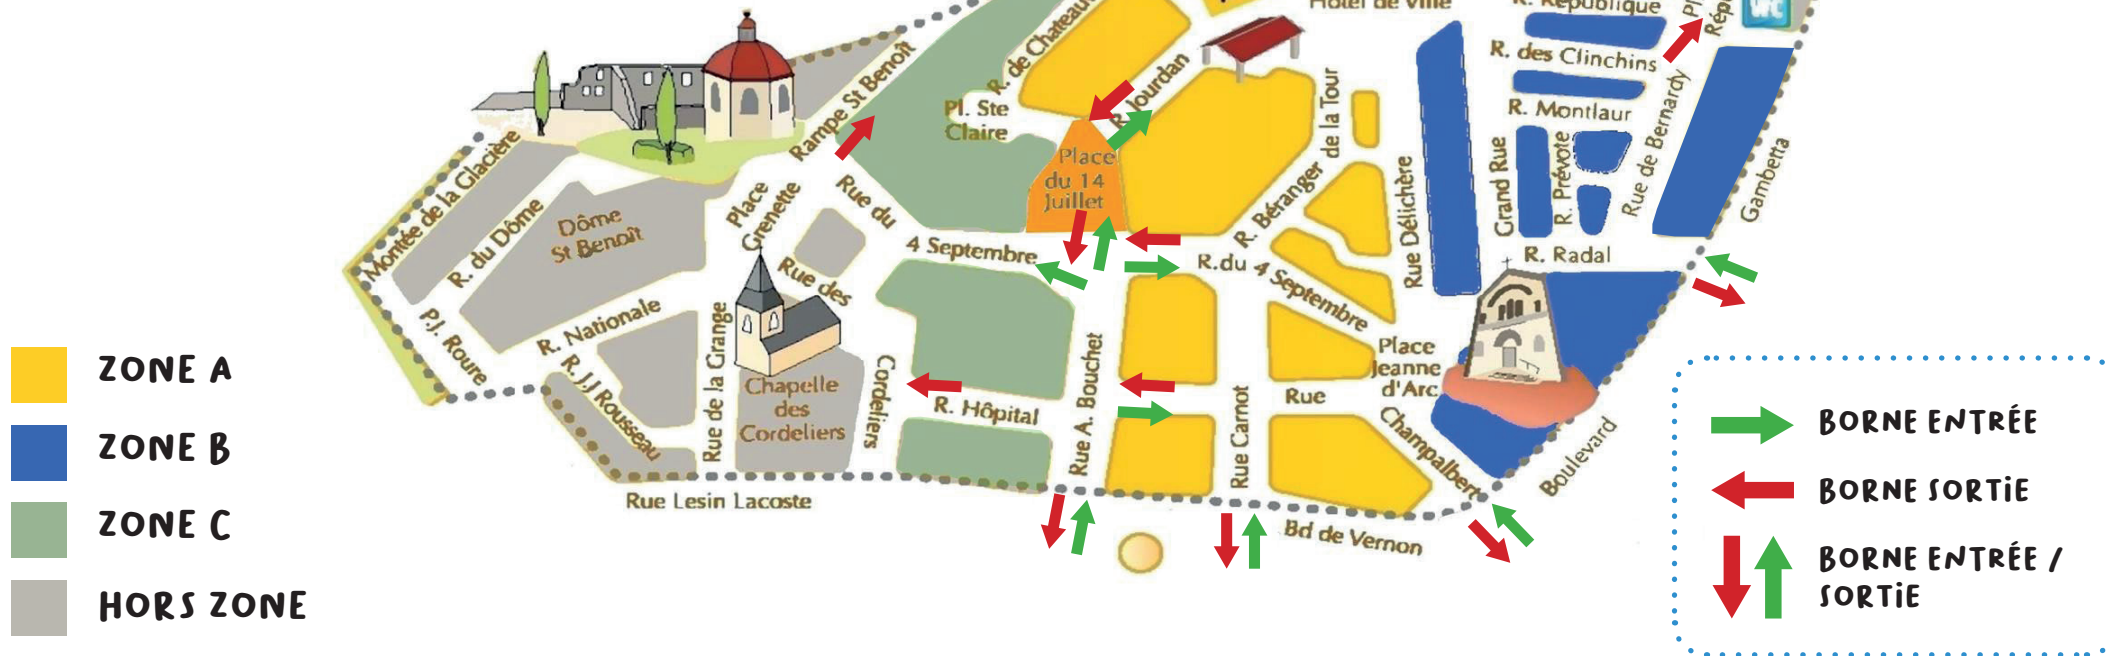 Hôtel de Ville
R. République
WC
R. de Chateau
R. des Clinchins
R. Jourdan
Rampe St Benoît
Pl. Ste
Claire
R. Montlaur
de la Tour
Rue de Bernardy
Montée de la Glacière
Place
du 14
Juillet
Grand Rue
R. Prévote
Gambetta
Place
Grenette
Rue du
4 Septembre
R. du Dôme
Dôme
St Benoît
R. Béranger
Rue Délichère
R. Radal
R.du 4 Septembre
Rue des
Cordeliers
R. Nationale
P.J. Roure
R. J.J Rousseau
Rue de la Grange
Chapelle
des
Cordeliers
R. Hôpital
Rue A. Bouchet
Rue Carnot
Place
Jeanne
d'Arc
Rue
Champalbert
Boulevard
Rue Lesin Lacoste
Bd de Vernon
ZONE A
ZONE B
ZONE C
HORS ZONE
BORNE ENTRÉE
BORNE SORTIE
BORNE ENTRÉE /
SORTIE